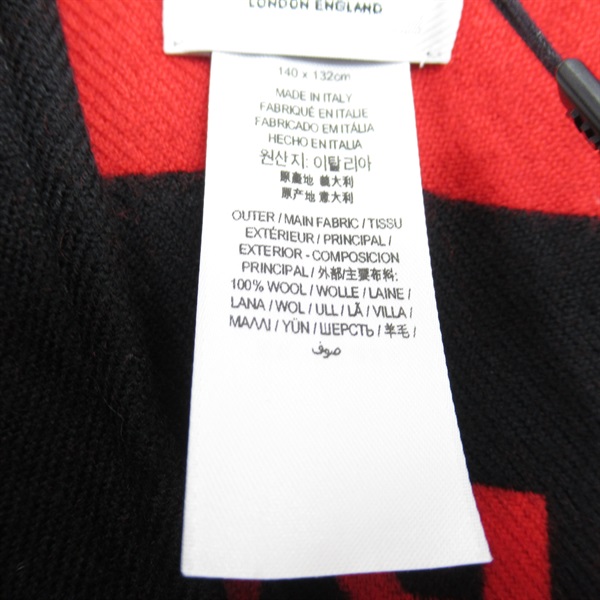 LONDON ENGLAND
140 x 132cm
MADE IN ITALY
FABRIQUÉ EN ITALIE
FABRICADO EM ITÁLIA
HECHO EN ITALIA
원산지: 이탈리아
原產地 義大利
原产地 意大利
OUTER / MAIN FABRIC / TISSU
EXTÉRIEUR / PRINCIPAL /
EXTERIOR - COMPOSICION
PRINCIPAL / 外部/主要布料:
100% WOOL / WOLLE / LAINE /
LANA / WOL / ULL / LÃ / VILLA /
ΜΑΛΛΙ / YÜN / ШЕРСТЬ / 羊毛 /
صوف